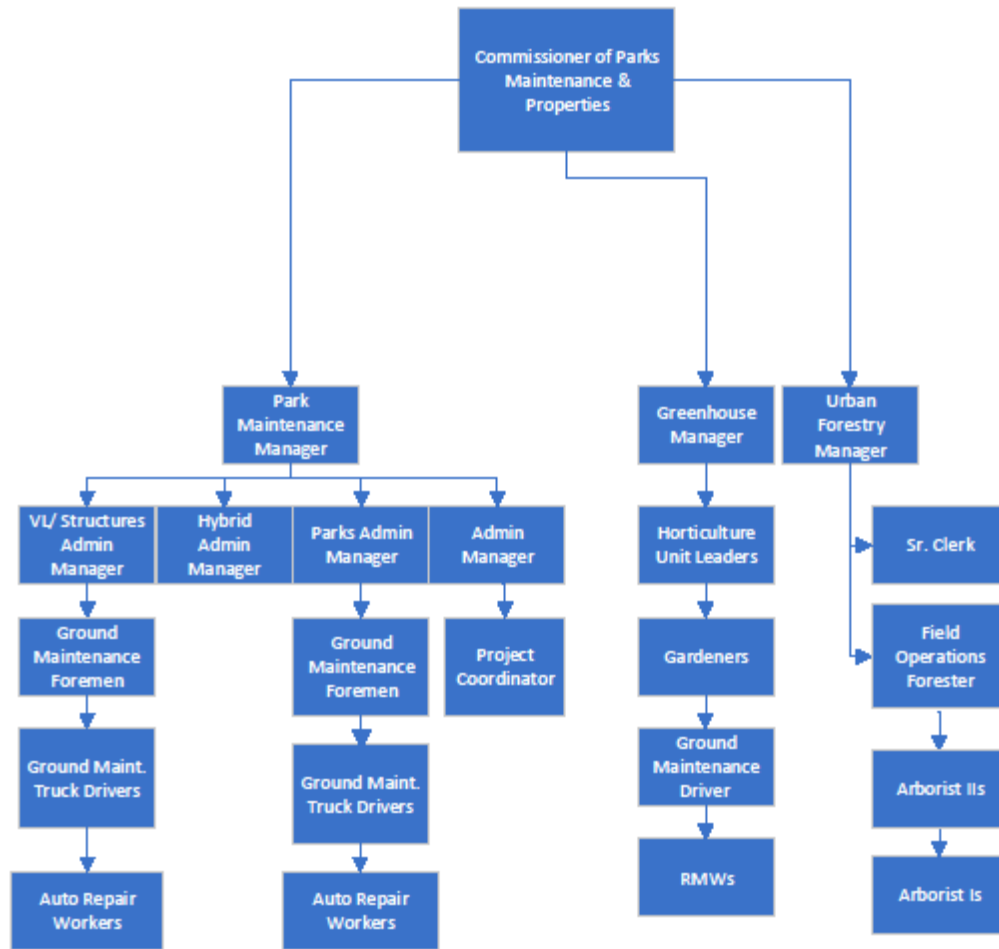 Commissioner of Parks
Maintenance &
Properties
Park
Maintenance
Manager
Greenhouse
Manager
Urban
Forestry
Manager
VL/ Structures
Admin
Manager
Hybrid
Admin
Manager
Parks Admin
Manager
Admin
Manager
Horticulture
Unit Leaders
Sr. Clerk
Ground
Maintenance
Foremen
Ground
Maintenance
Foremen
Project
Coordinator
Gardeners
Field
Operations
Forester
Ground Maint.
Truck Drivers
Ground Maint.
Truck Drivers
Ground
Maintenance
Driver
Arborist IIs
Auto Repair
Workers
Auto Repair
Workers
RMWs
Arborist Is